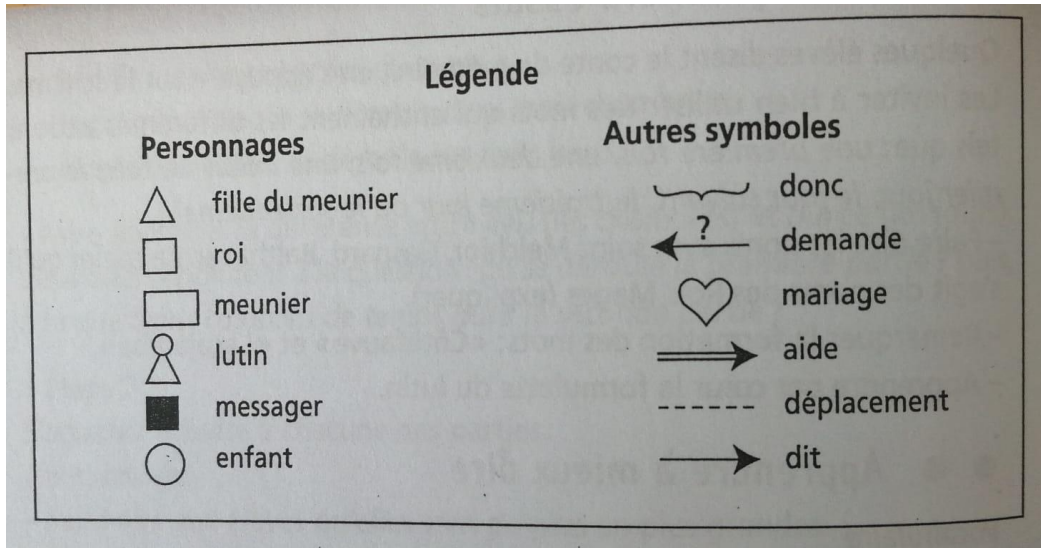 Légende
Personnages
fille du meunier
roi
meunier
lutin
messager
enfant
Autres symboles
donc
?
demande
mariage
aide
déplacement
dit